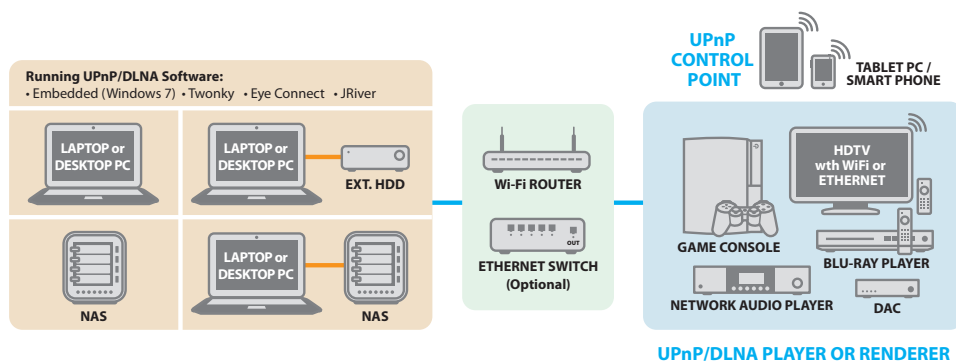 Running UPnP/DLNA Software:
• Embedded (Windows 7) • Twonky • Eye Connect • JRiver
LAPTOP or
DESKTOP PC
LAPTOP or
DESKTOP PC
EXT. HDD
NAS
LAPTOP or
DESKTOP PC
NAS
Wi-Fi ROUTER
OUT
ETHERNET SWITCH
(Optional)
UPnP
CONTROL
POINT
TABLET PC /
SMART PHONE
HDTV
wth WiFi or
ETHERNET
GAME CONSOLE
BLU-RAY PLAYER
NETWORK AUDIO PLAYER
DAC
UPnP/DLNA PLAYER OR RENDERER